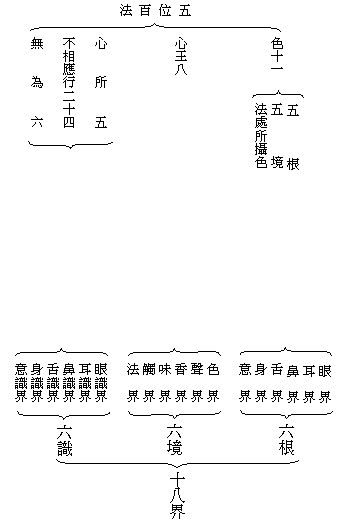 五位百法
色十一
五根
五境
法處所攝色
心王八
心所五
不相應行二十四
無為六
眼界
耳界
鼻界
舌界
身界
意界
六根
色界
聲界
香界
味界
觸界
法界
六境
眼識界
耳識界
鼻識界
舌識界
身識界
意識界
六識
十八界